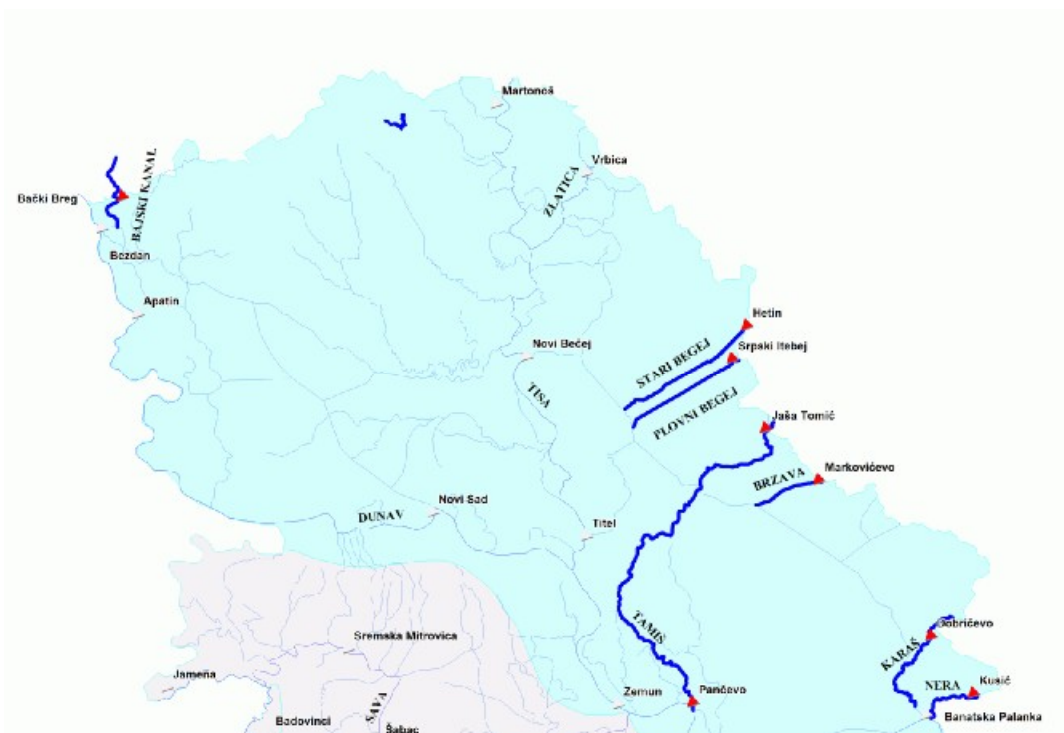 Martonoš
Vrbica
ZLATICA
Bački Breg
BAJSKI KANAL
Bezdan
Apatin
Hetin
Novi Bečej
STARI BEGEJ
Srpski Itebej
TISA
PLOVNI BEGEJ
Jaša Tomić
BRZAVA
Markovićevo
Novi Sad
DUNAV
Titel
TAMIŠ
Dobričevo
Sremska Mitrovica
KARAŠ
Jamena
NERA
Kusić
SAVA
Zemun
Pančevo
Badovinci
Šabac
Banatska Palanka